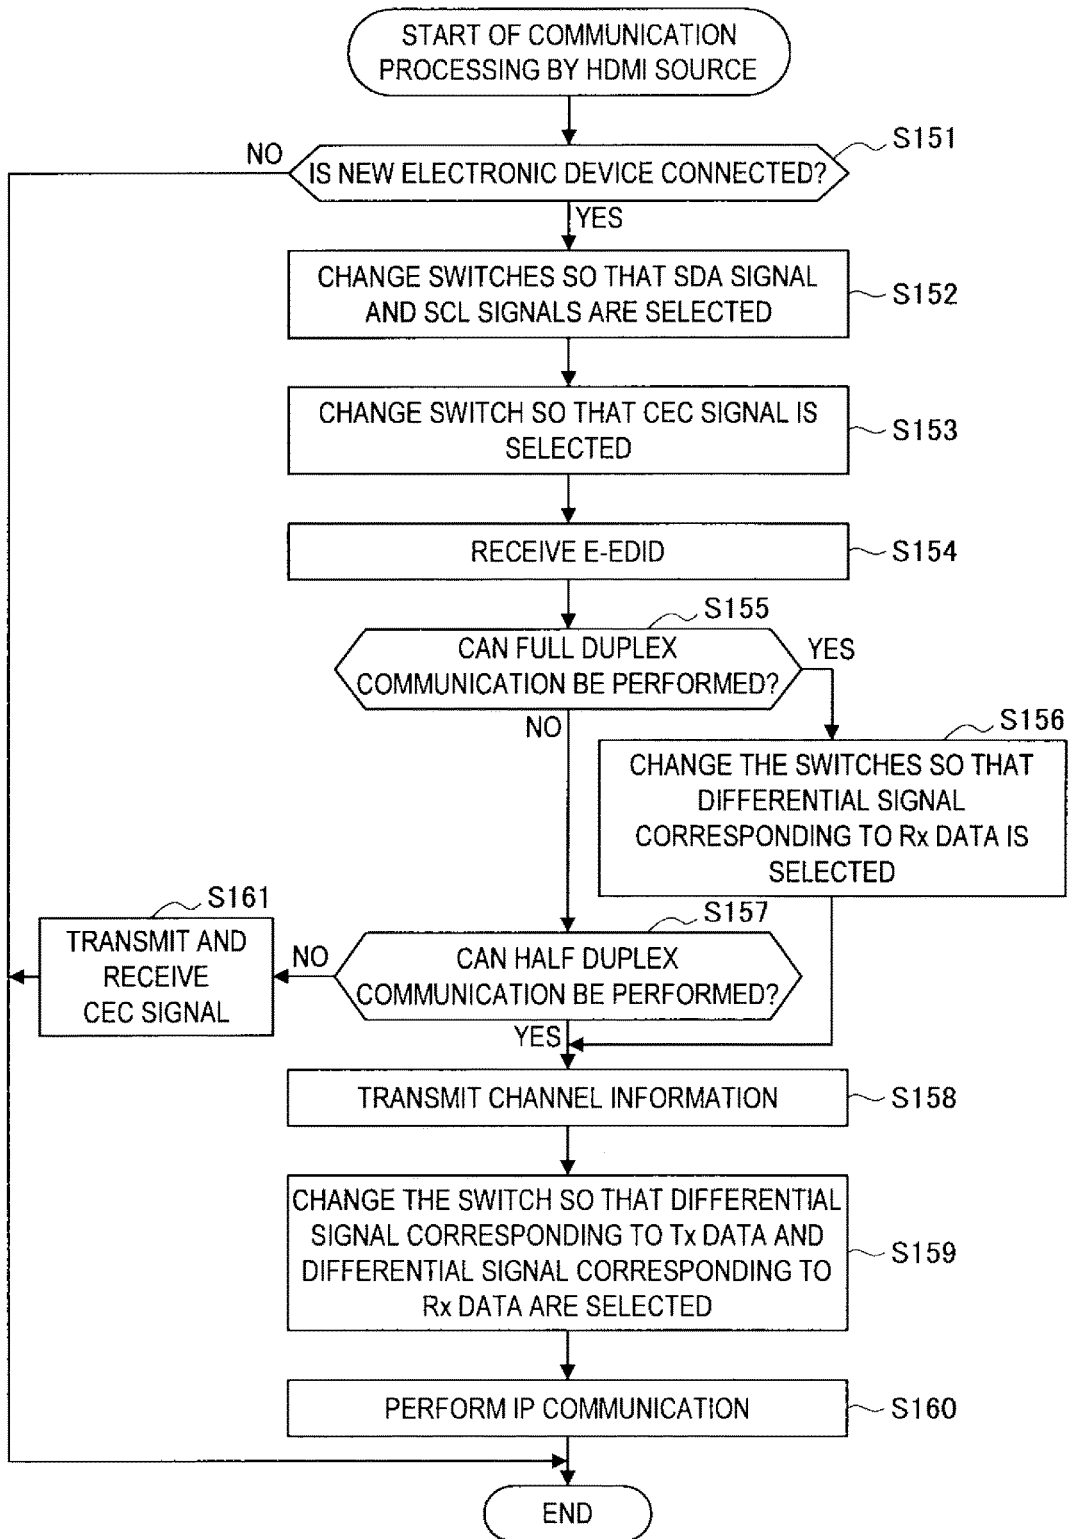 START OF COMMUNICATION
PROCESSING BY HDMI SOURCE
NO
S151
IS NEW ELECTRONIC DEVICE CONNECTED?
YES
CHANGE SWITCHES SO THAT SDA SIGNAL
AND SCL SIGNALS ARE SELECTED
S152
CHANGE SWITCH SO THAT CEC SIGNAL IS
SELECTED
S153
RECEIVE E-EDID
S154
S155
CAN FULL DUPLEX
COMMUNICATION BE PERFORMED?
YES
NO
S156
CHANGE THE SWITCHES SO THAT
DIFFERENTIAL SIGNAL
CORRESPONDING TO Rx DATA IS
SELECTED
S161
TRANSMIT AND
RECEIVE
CEC SIGNAL
NO
S157
CAN HALF DUPLEX
COMMUNICATION BE PERFORMED?
YES
TRANSMIT CHANNEL INFORMATION
S158
CHANGE THE SWITCH SO THAT DIFFERENTIAL
SIGNAL CORRESPONDING TO Tx DATA AND
DIFFERENTIAL SIGNAL CORRESPONDING TO
Rx DATA ARE SELECTED
S159
PERFORM IP COMMUNICATION
S160
END